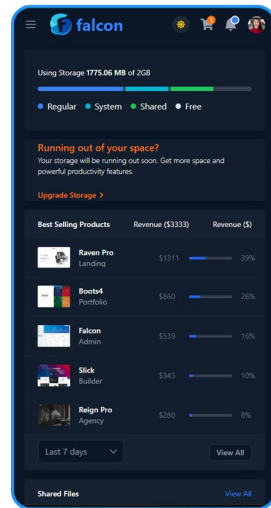 falcon
Using Storage 1775.06 MB of 2GB
Regular System Shared Free
Running out of your space?
Your storage will be running out soon. Get more space and
powerful productivity features.
Upgrade Storage >
Best Selling Products Revenue ($3333) Revenue ($)
Raven Pro
Landing
$1311 39%
Boots4
Portfolio
$860 26%
Falcon
Admin
$539 16%
Slick
Builder
$343 10%
Reign Pro
Agency
$280 8%
Last 7 days View All
Shared Files View All